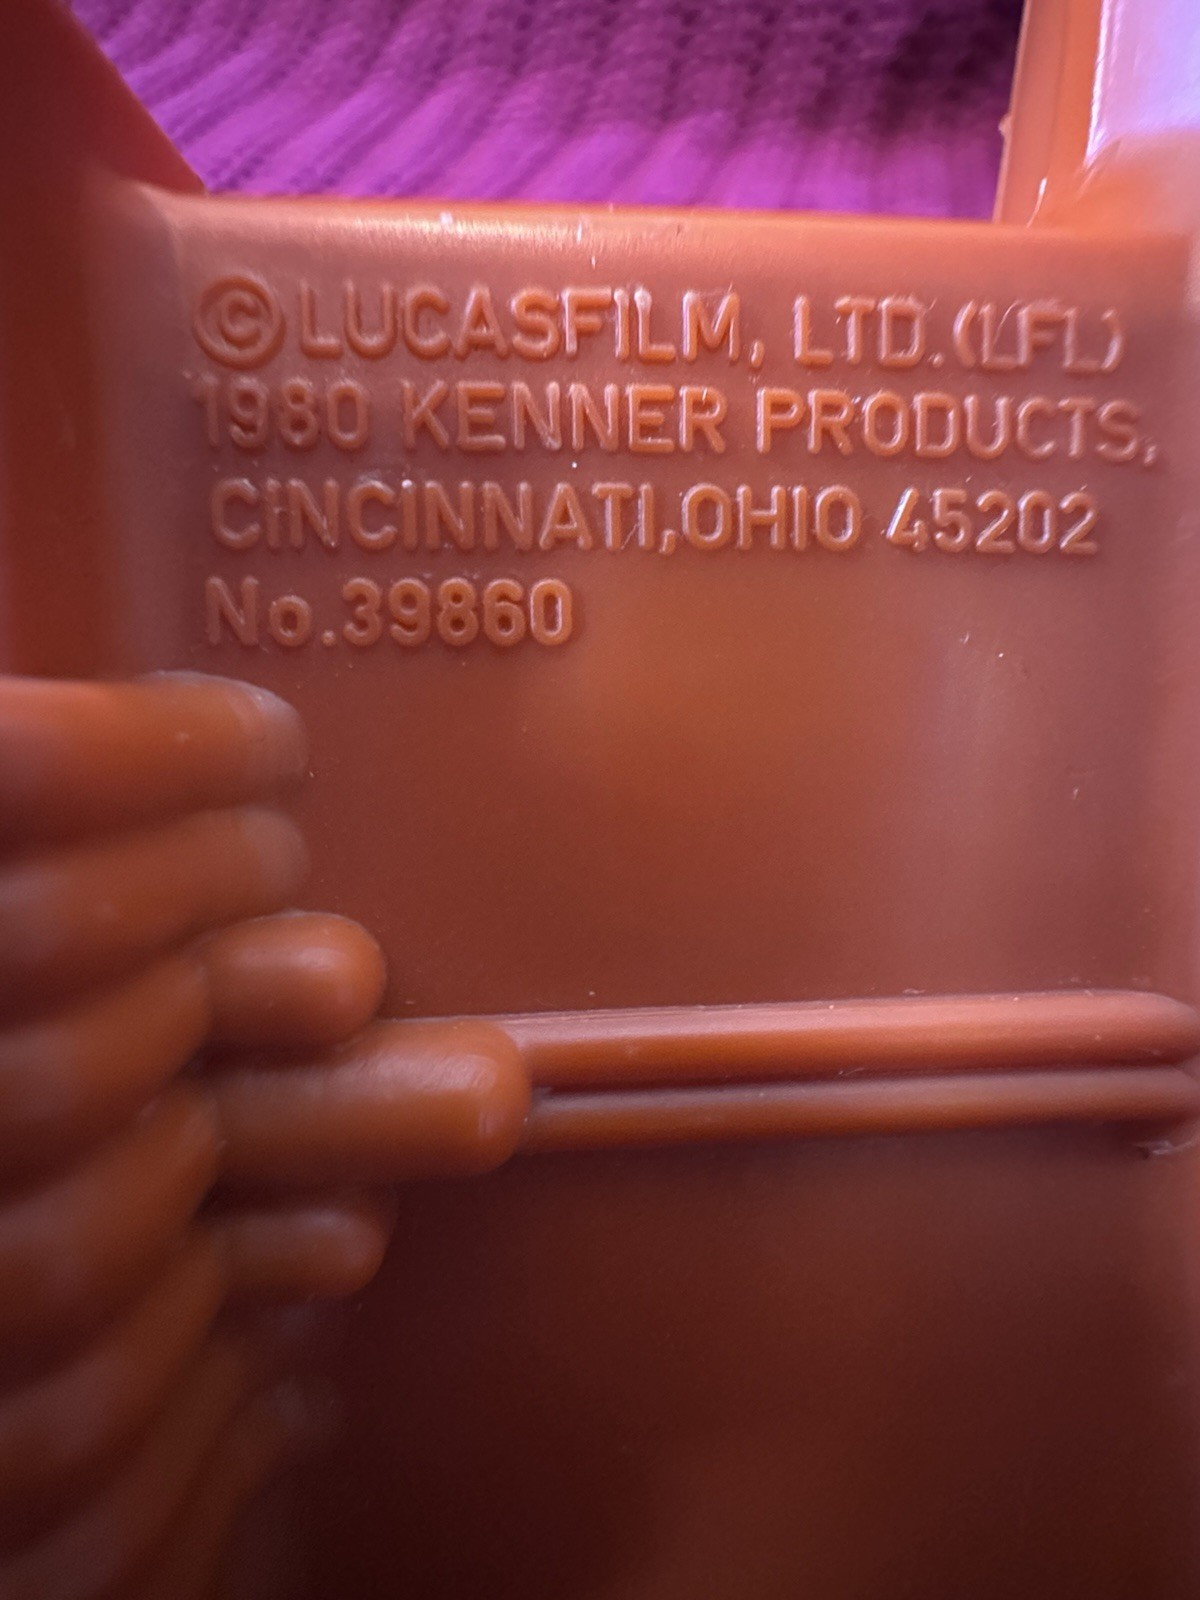 ©LUCASFILM, LTD.(LFL)
1980 KENNER PRODUCTS,
CINCINNATI,OHIO 45202
No.39860